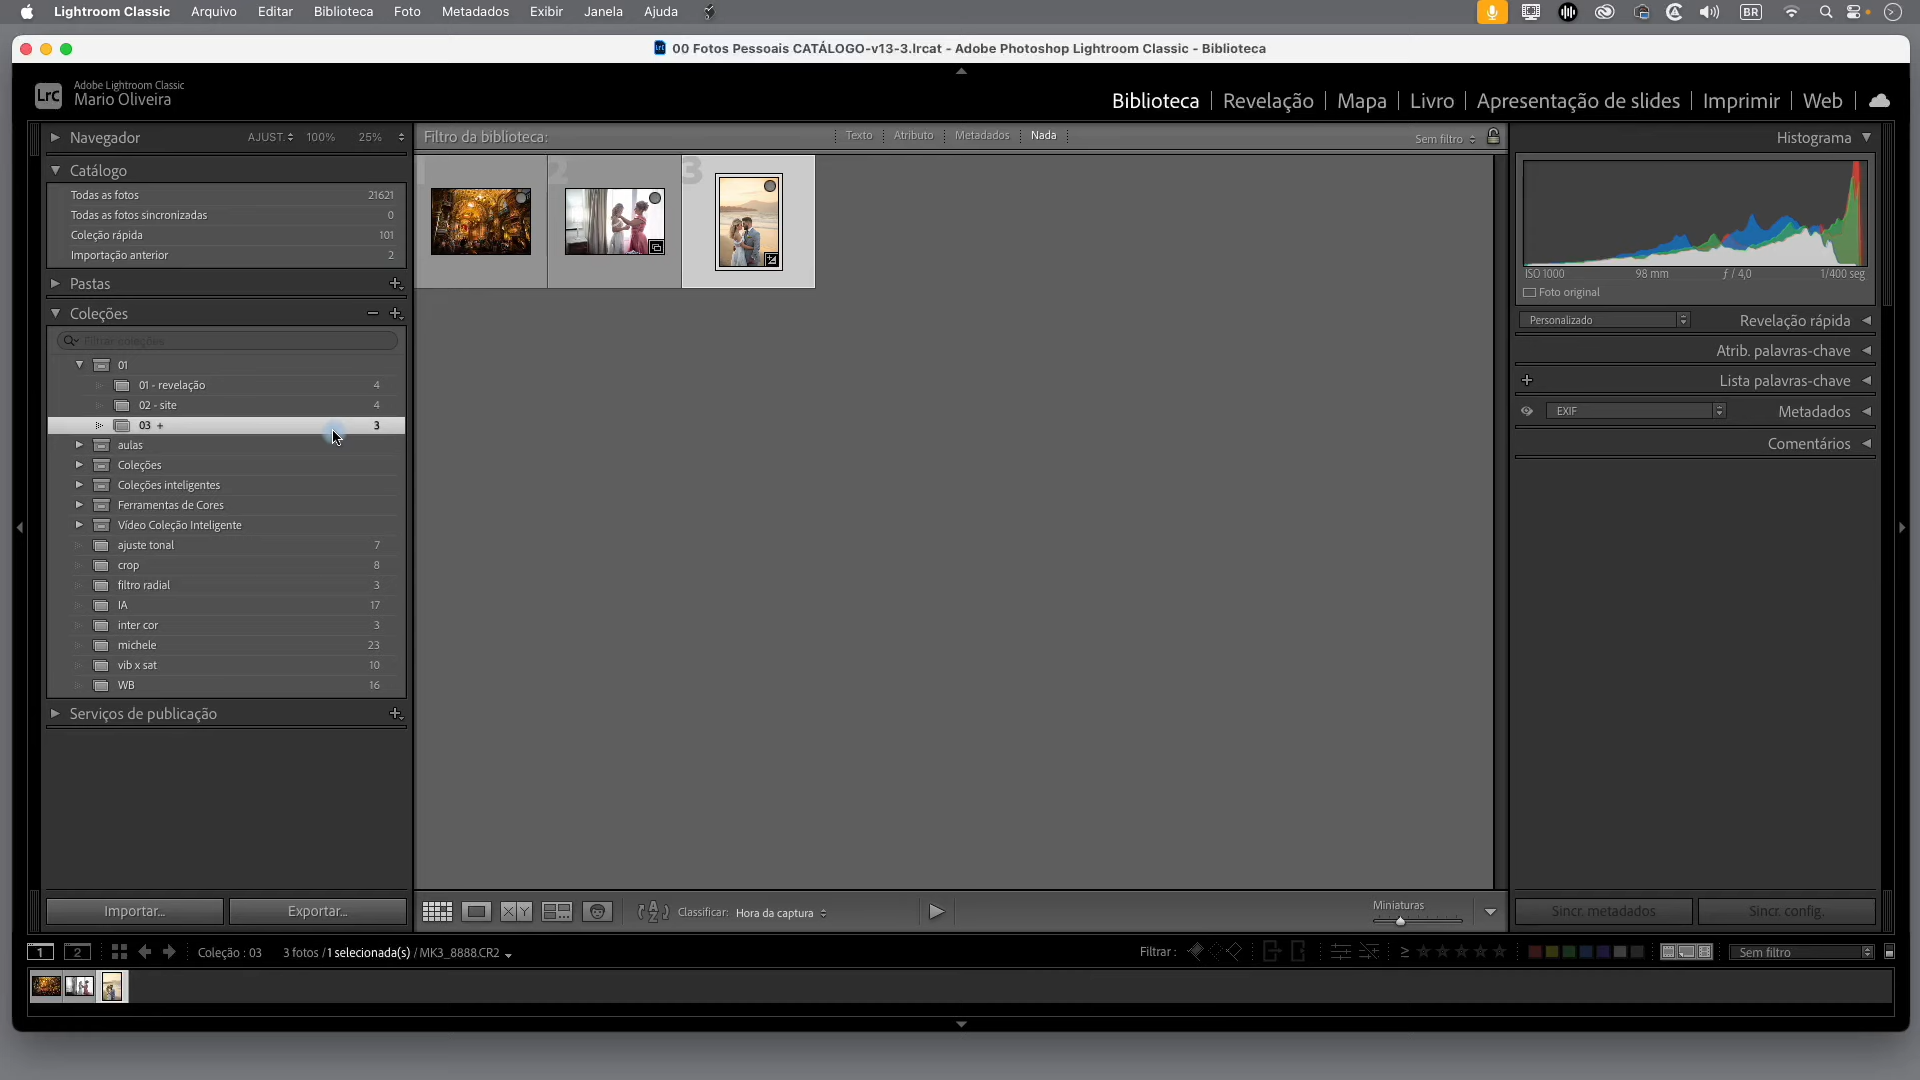 Lightroom Classic Arquivo Editar Biblioteca Foto Metadados Exibir Janela Ajuda BR
00 Fotos Pessoais CATÁLOGO-v13-3.lrcat - Adobe Photoshop Lightroom Classic - Biblioteca
Lrc
Adobe Lightroom Classic
Mario Oliveira
Biblioteca | Revelação | Mapa | Livro | Apresentação de slides | Imprimir | Web
Navegador AJUST. 100% 25%
Catálogo
Todas as fotos 21621
Todas as fotos sincronizadas 0
Coleção rápida 101
Importação anterior 2
Pastas
Coleções
Filtrar coleções
01
01 - revelação 4
02 - site 4
03 + 3
aulas
Coleções
Coleções inteligentes
Ferramentas de Cores
Vídeo Coleção Inteligente
ajuste tonal 7
crop 8
filtro radial 3
IA 17
inter cor 3
michele 23
vib x sat 10
WB 16
Serviços de publicação
Importar... Exportar...
Filtro da biblioteca: Texto Atributo Metadados Nada Sem filtro
1 2 3
Histograma
ISO 1000 98 mm ƒ / 4,0 1/400 seg
Foto original
Personalizado Revelação rápida
Atrib. palavras-chave
Lista palavras-chave
EXIF Metadados
Comentários
Classificar: Hora da captura
Miniaturas
Sincr. metadados Sincr. config.
1 2 Coleção : 03 3 fotos / 1 selecionada(s) / MK3_8888.CR2
Filtrar : ≥ Sem filtro